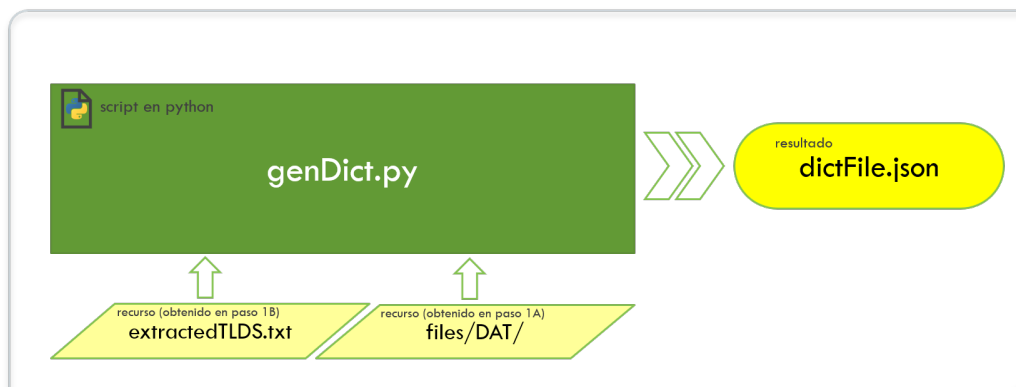 script en python
genDict.py
resultado
dictFile.json
recurso (obtenido en paso 1B)
extractedTLDS.txt
recurso (obtenido en paso 1A)
files/DAT/